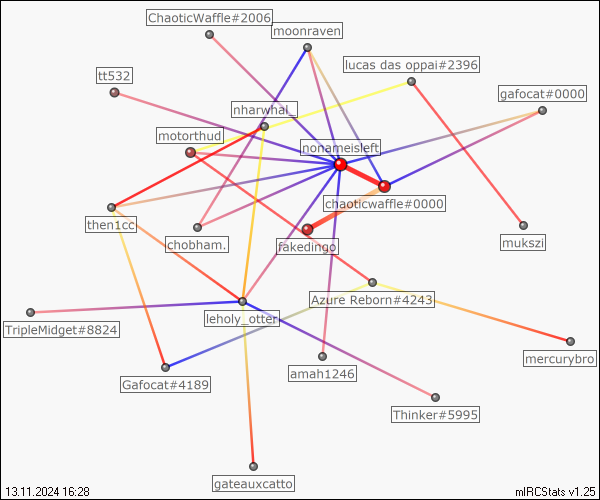 ChaoticWaffle#2006
moonraven
lucas das oppai#2396
tt532
gafocat#0000
nharwhal_
motorthud
nonameisleft
chaoticwaffle#0000
then1cc
chobham.
fakedingo
mukszi
Azure Reborn#4243
leholy_otter
TripleMidget#8824
mercurybro
amah1246
Gafocat#4189
Thinker#5995
gateauxcatto
13.11.2024 16:28
mIRCStats v1.25